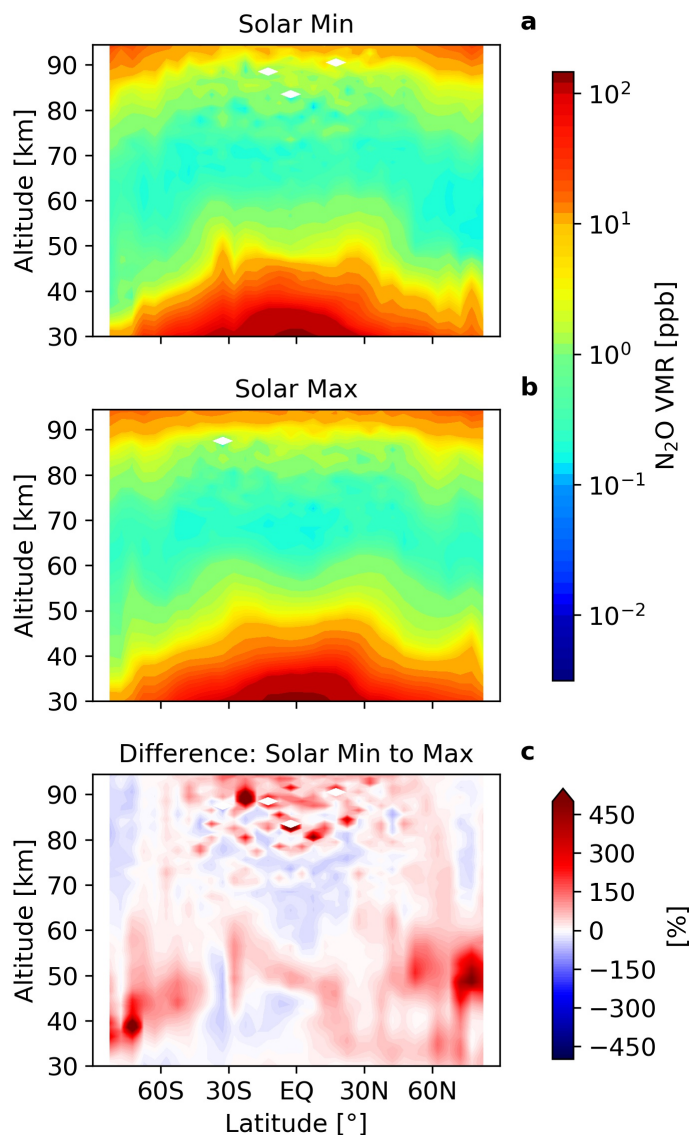 Solar Min
a
90
80
70
60
50
40
30
Altitude [km]
Solar Max
b
90
80
70
60
50
40
30
Altitude [km]
10²
10¹
10⁰
10⁻¹
10⁻²
N₂O VMR [ppb]
Difference: Solar Min to Max
c
90
80
70
60
50
40
30
Altitude [km]
60S 30S EQ 30N 60N
Latitude [°]
450
300
150
0
−150
−300
−450
[%]